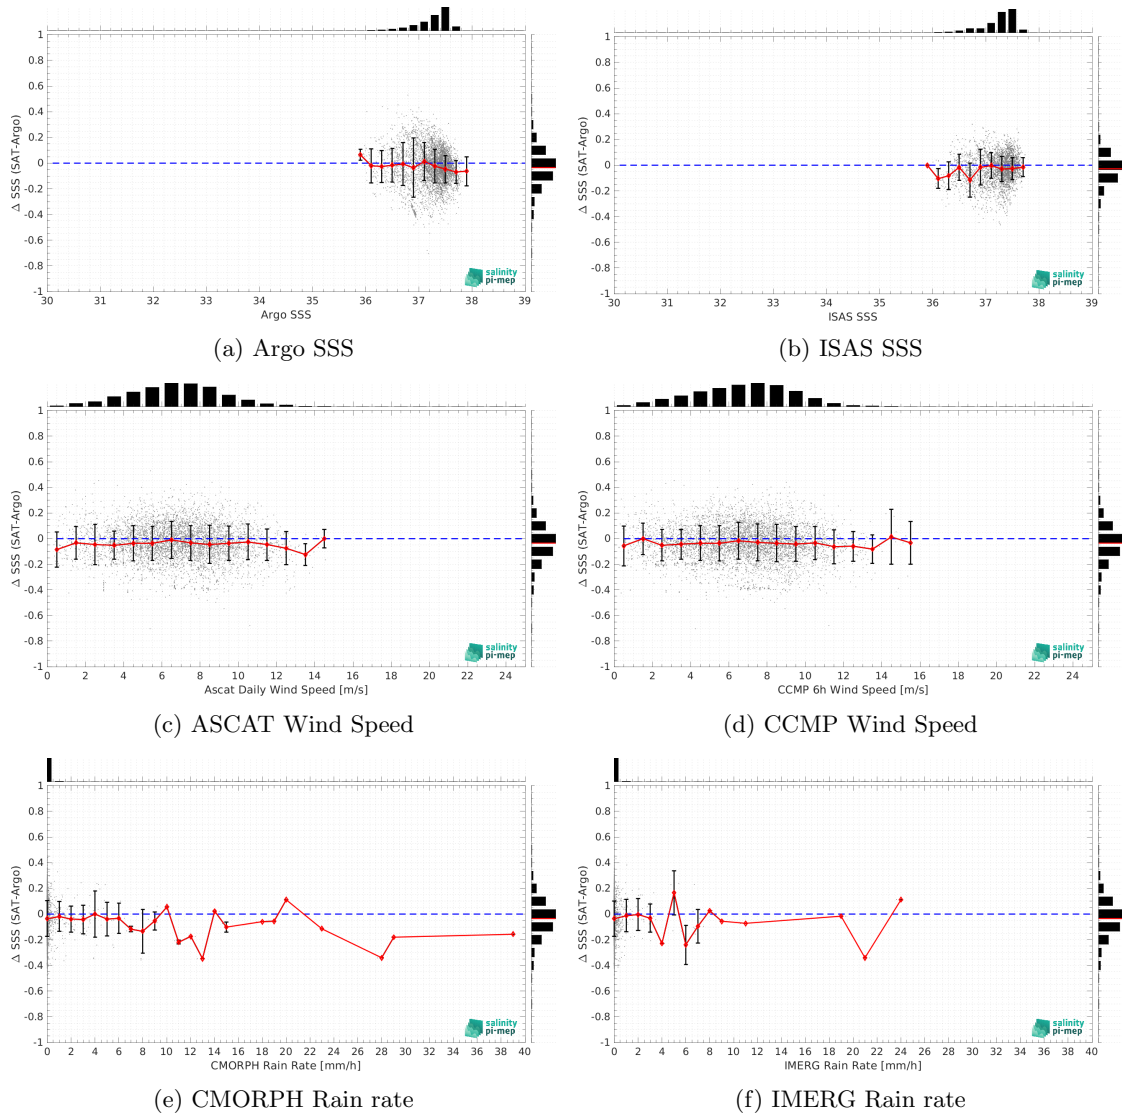 1
0.8
0.6
0.4
0.2
0
-0.2
-0.4
-0.6
-0.8
-1
Δ SSS (SAT-Argo)
30 31 32 33 34 35 36 37 38 39
Argo SSS
salinity
pi-mep
(a) Argo SSS
1
0.8
0.6
0.4
0.2
0
-0.2
-0.4
-0.6
-0.8
-1
Δ SSS (SAT-Argo)
30 31 32 33 34 35 36 37 38 39
ISAS SSS
salinity
pi-mep
(b) ISAS SSS
1
0.8
0.6
0.4
0.2
0
-0.2
-0.4
-0.6
-0.8
-1
Δ SSS (SAT-Argo)
0 2 4 6 8 10 12 14 16 18 20 22 24
Ascat Daily Wind Speed [m/s]
salinity
pi-mep
(c) ASCAT Wind Speed
1
0.8
0.6
0.4
0.2
0
-0.2
-0.4
-0.6
-0.8
-1
Δ SSS (SAT-Argo)
0 2 4 6 8 10 12 14 16 18 20 22 24
CCMP 6h Wind Speed [m/s]
salinity
pi-mep
(d) CCMP Wind Speed
1
0.8
0.6
0.4
0.2
0
-0.2
-0.4
-0.6
-0.8
-1
Δ SSS (SAT-Argo)
0 2 4 6 8 10 12 14 16 18 20 22 24 26 28 30 32 34 36 38 40
CMORPH Rain Rate [mm/h]
salinity
pi-mep
(e) CMORPH Rain rate
1
0.8
0.6
0.4
0.2
0
-0.2
-0.4
-0.6
-0.8
-1
Δ SSS (SAT-Argo)
0 2 4 6 8 10 12 14 16 18 20 22 24 26 28 30 32 34 36 38 40
IMERG Rain Rate [mm/h]
salinity
pi-mep
(f) IMERG Rain rate